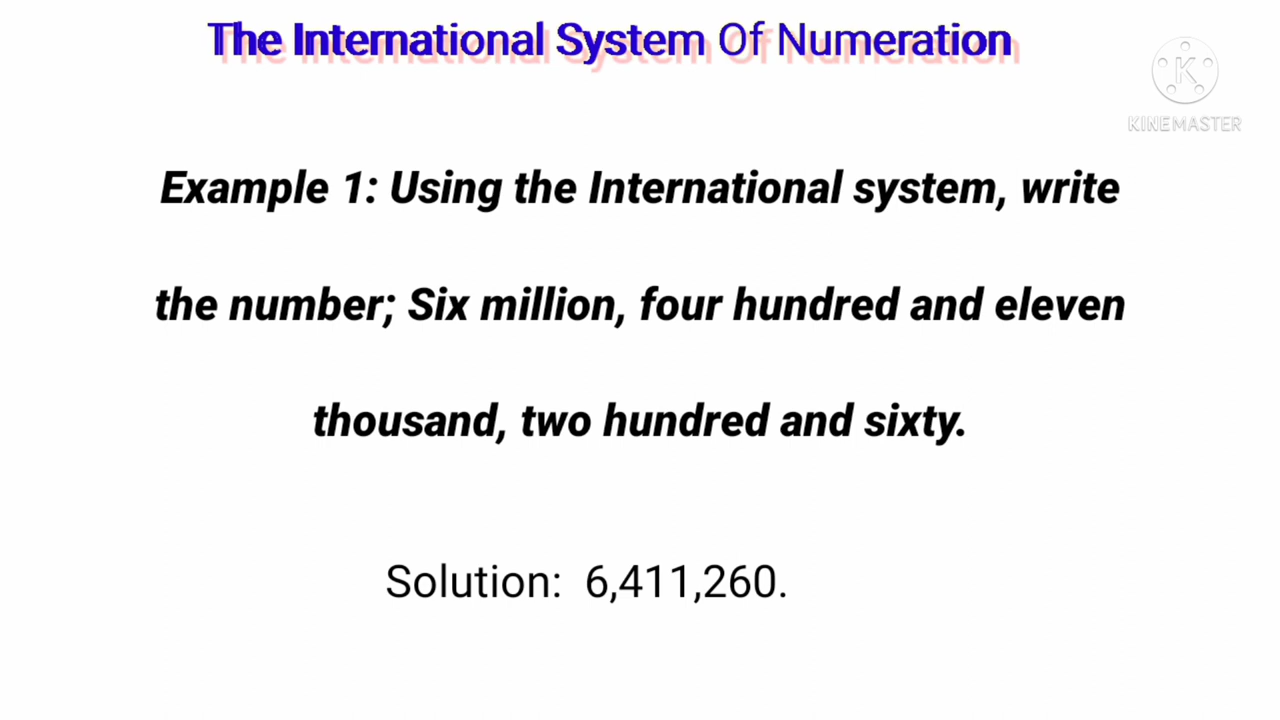 The International System Of Numeration
K
KINEMASTER
Example 1: Using the International system, write
the number; Six million, four hundred and eleven
thousand, two hundred and sixty.
Solution: 6,411,260.